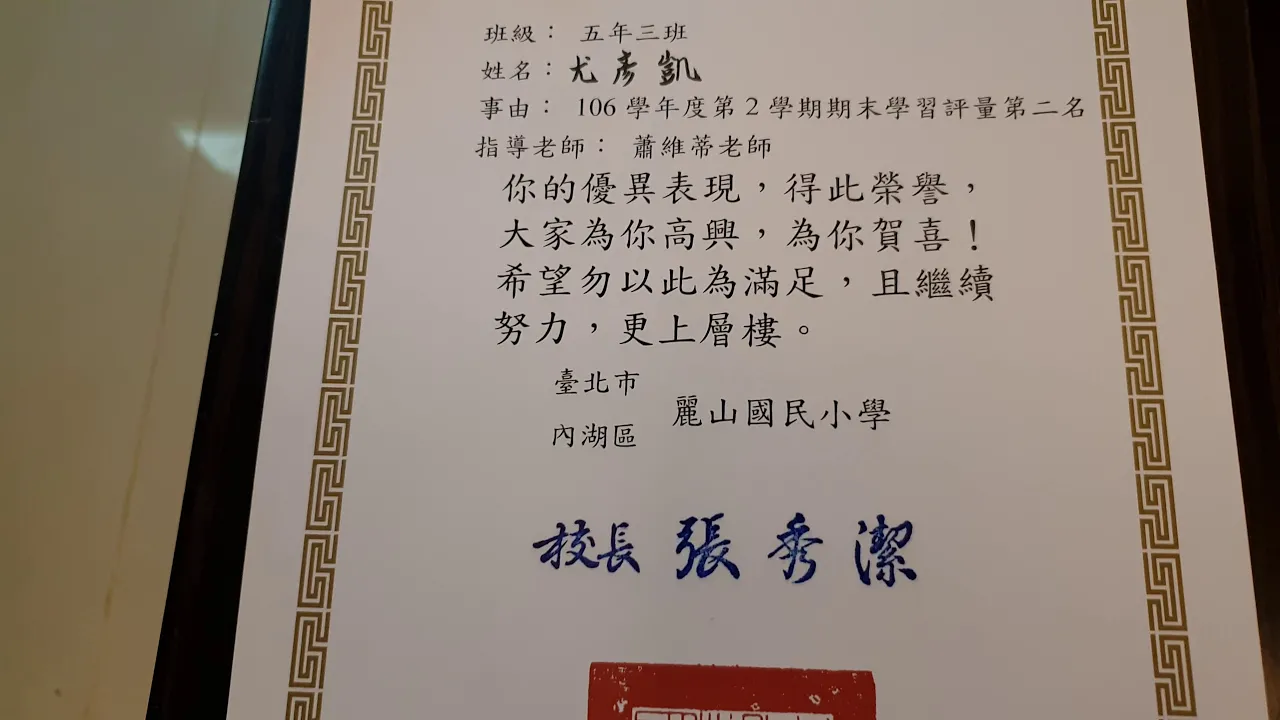 班級： 五年三班
姓名：尤彥凱
事由： 106 學年度第 2 學期期末學習評量第二名
指導老師： 蕭維蒂老師
你的優異表現，得此榮譽，
大家為你高興，為你賀喜！
希望勿以此為滿足，且繼續
努力，更上層樓。
臺北市
內湖區
麗山國民小學
校長 張秀潔